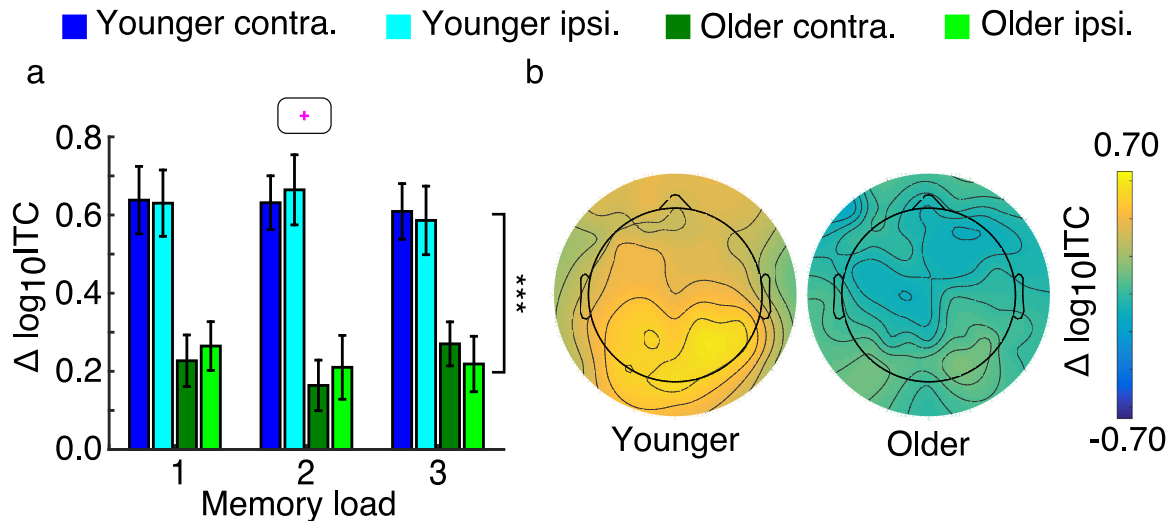 Younger contra. Younger ipsi. Older contra. Older ipsi.
a
b
Δ log10ITC
0.8
0.6
0.4
0.2
0.0
1 2 3
Memory load
***
Younger Older
0.70
-0.70
Δ log10ITC